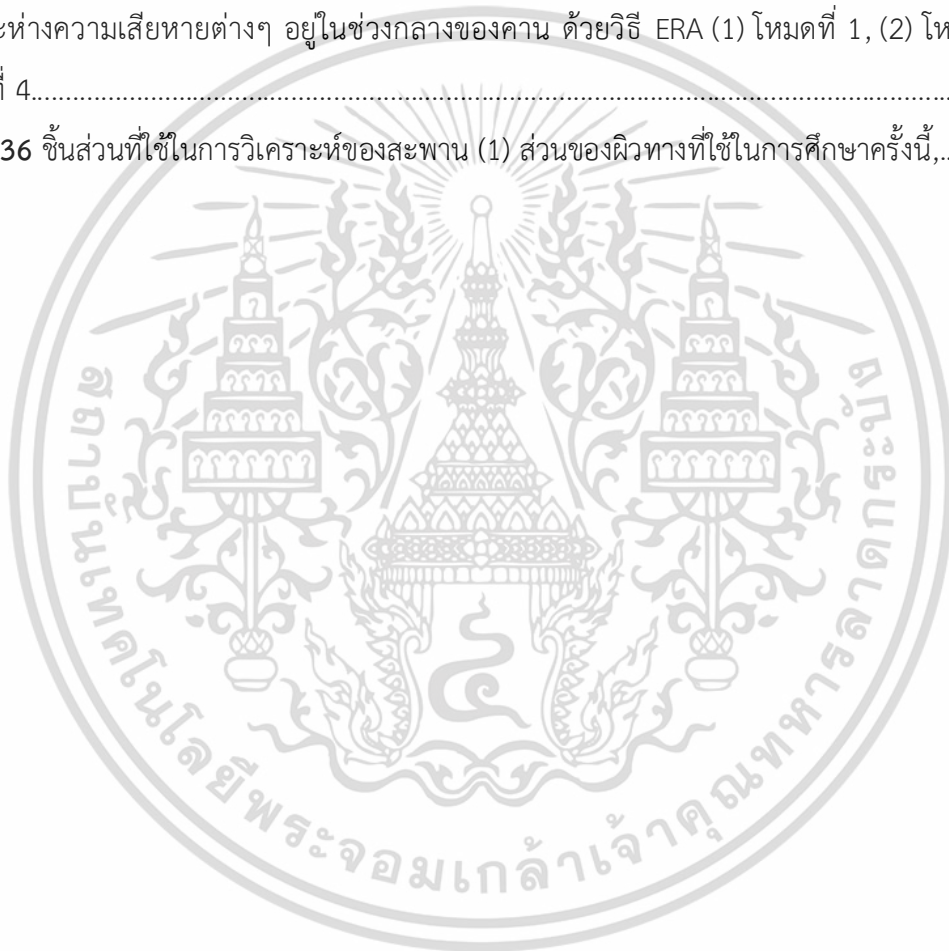 ะห่างความเสียหายต่างๆ อยู่ในช่วงกลางของคาน ด้วยวิธี ERA (1) โหมดที่ 1, (2) โห
ที่ 4.......................................................................................................................
36 ชิ้นส่วนที่ใช้ในการวิเคราะห์ของสะพาน (1) ส่วนของผิวทางที่ใช้ในการศึกษาครั้งนี้,..
สถาบันเทคโนโลยีพระจอมเกล้าเจ้าคุณทหารลาดกระบัง